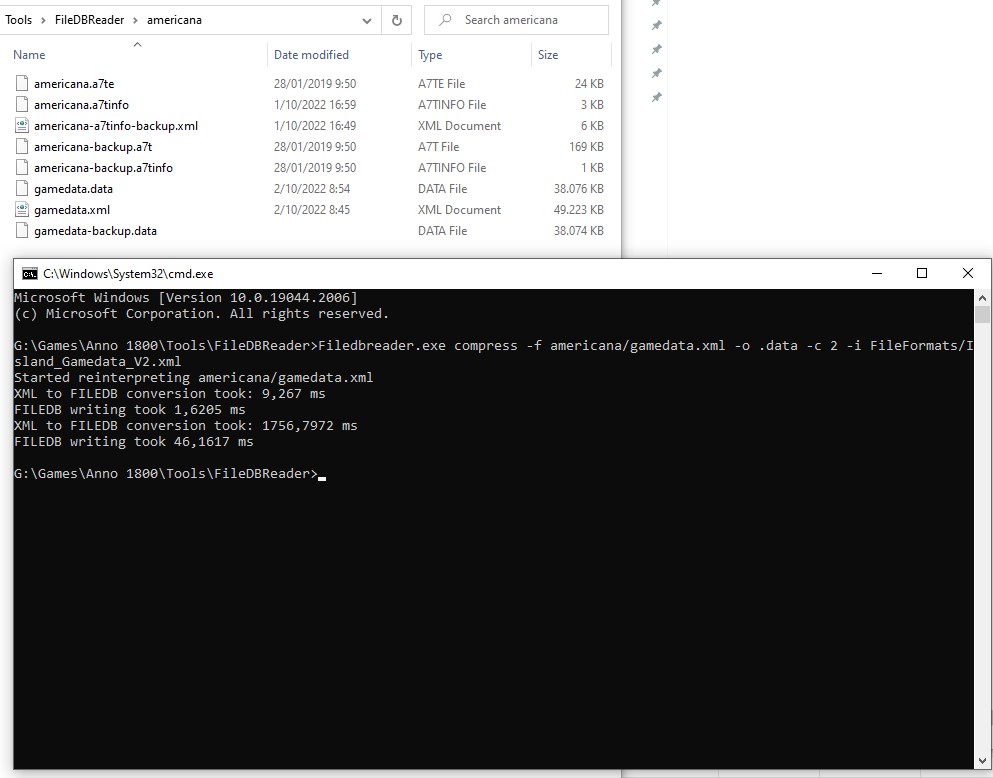 Tools > FileDBReader > americana
Search americana
Name Date modified Type Size
americana.a7te 28/01/2019 9:50 A7TE File 24 KB
americana.a7tinfo 1/10/2022 16:59 A7TINFO File 3 KB
americana-a7tinfo-backup.xml 1/10/2022 16:49 XML Document 6 KB
americana-backup.a7t 28/01/2019 9:50 A7T File 169 KB
americana-backup.a7tinfo 28/01/2019 9:50 A7TINFO File 1 KB
gamedata.data 2/10/2022 8:54 DATA File 38.076 KB
gamedata.xml 2/10/2022 8:45 XML Document 49.223 KB
gamedata-backup.data DATA File 38.074 KB
C:\Windows\System32\cmd.exe
Microsoft Windows [Version 10.0.19044.2006]
(c) Microsoft Corporation. All rights reserved.
G:\Games\Anno 1800\Tools\FileDBReader>Filedbreader.exe compress -f americana/gamedata.xml -o .data -c 2 -i FileFormats/I
sland_Gamedata_V2.xml
Started reinterpreting americana/gamedata.xml
XML to FILEDB conversion took: 9,267 ms
FILEDB writing took 1,6205 ms
XML to FILEDB conversion took: 1756,7972 ms
FILEDB writing took 46,1617 ms
G:\Games\Anno 1800\Tools\FileDBReader>